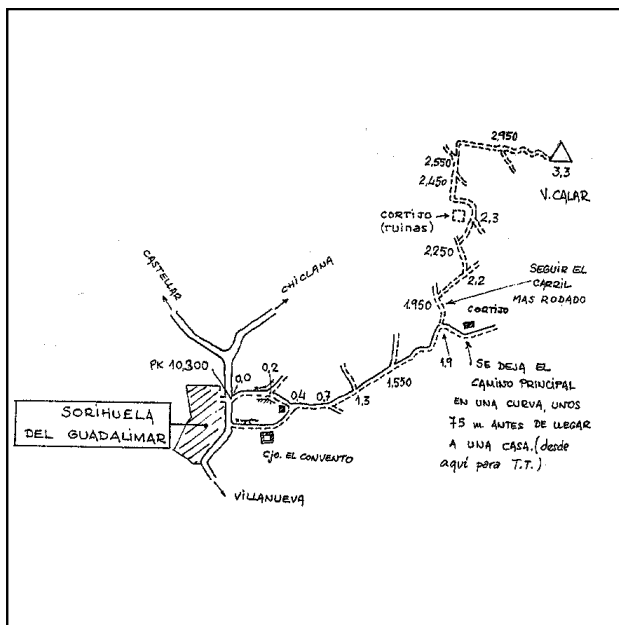 2,950
2,550
3,3
2,450
V. CALAR
CORTIJO
(ruinas)
2,3
2,250
SEGUIR EL
CARRIL
MAS RODADO
2,2
CASTELLAR
CHICLANA
1.950
CORTIJO
PK 10,300
0,0
0,2
0,4
0,7
1,3
1,550
1,9
SE DEJA EL
CAMINO PRINCIPAL
EN UNA CURVA, UNOS
75 m ANTES DE LLEGAR
A UNA CASA. (desde
aquí para T.T.)
SORIHUELA
DEL GUADALIMAR
Cjo. EL CONVENTO
VILLANUEVA